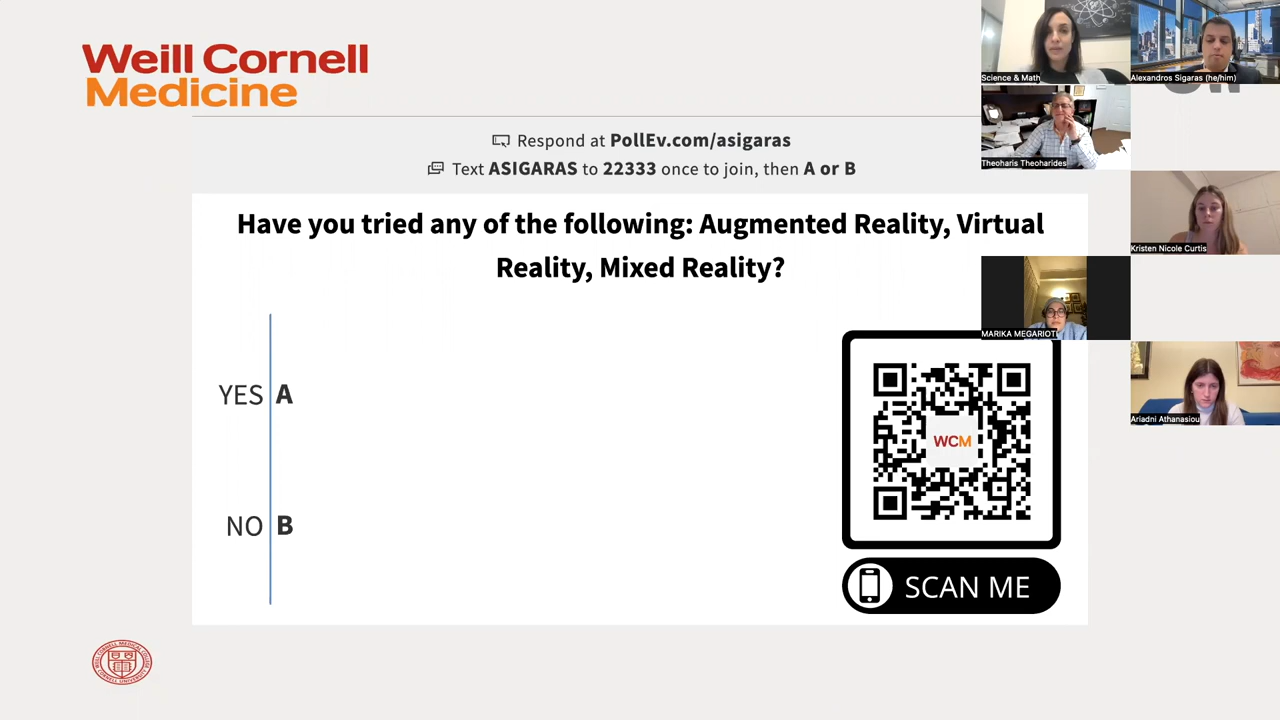 Weill Cornell
Medicine
Respond at PollEv.com/asigaras
Text ASIGARAS to 22333 once to join, then A or B
Have you tried any of the following: Augmented Reality, Virtual
Reality, Mixed Reality?
YES A
NO B
WCM
SCAN ME
Science & Math
Alexandros Sigaras (he/him)
Theoharis Theoharides
Kristen Nicole Curtis
MARIKA MEGARIOTI
Ariadni Athanasiou